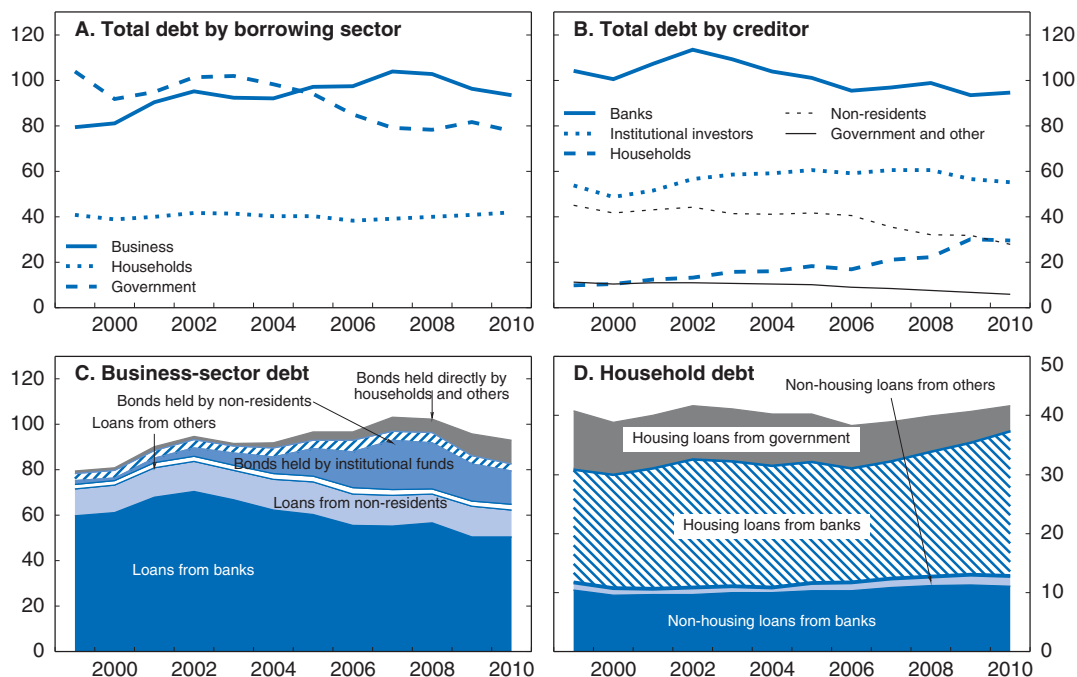 A. Total debt by borrowing sector
120
100
80
60
40
20
0
Business
Households
Government
2000 2002 2004 2006 2008 2010
B. Total debt by creditor
120
100
80
60
40
20
0
Banks
Institutional investors
Households
Non-residents
Government and other
2000 2002 2004 2006 2008 2010
C. Business-sector debt
120
100
80
60
40
20
0
Bonds held directly by
households and others
Bonds held by non-residents
Loans from others
Bonds held by institutional funds
Loans from non-residents
Loans from banks
2000 2002 2004 2006 2008 2010
D. Household debt
50
40
30
20
10
0
Non-housing loans from others
Housing loans from government
Housing loans from banks
Non-housing loans from banks
2000 2002 2004 2006 2008 2010